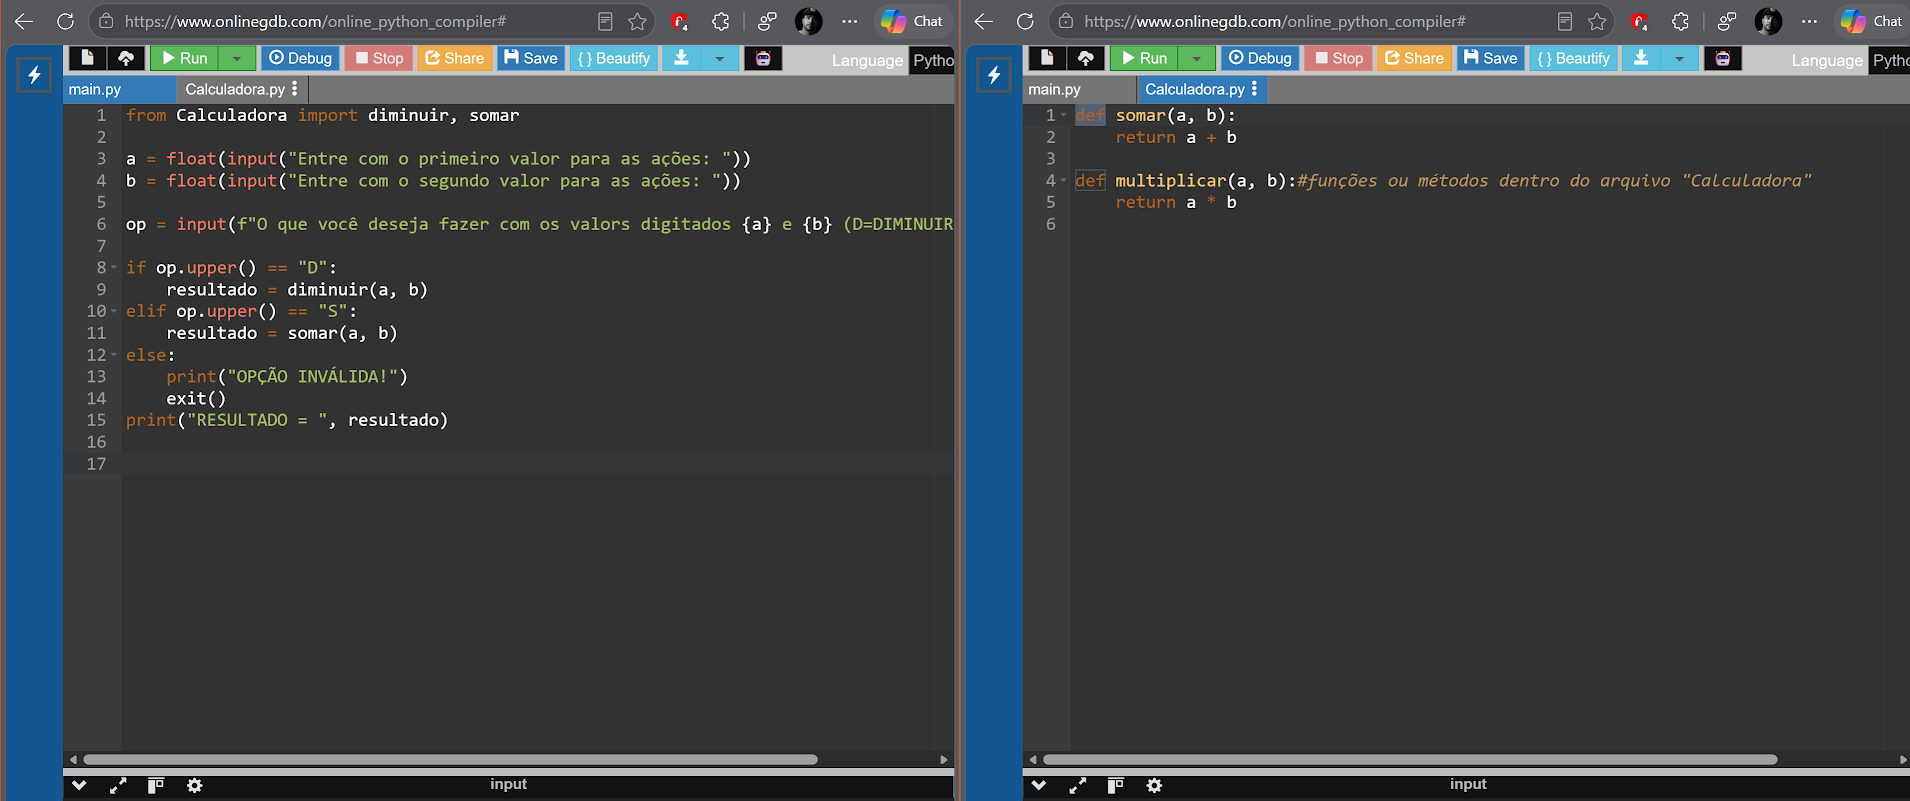 https://www.onlinegdb.com/online_python_compiler#
4
Chat
Run
Debug
Stop
Share
Save
{ } Beautify
Language
Pytho
main.py
Calculadora.py
1 from Calculadora import diminuir, somar
2
3 a = float(input("Entre com o primeiro valor para as ações: "))
4 b = float(input("Entre com o segundo valor para as ações: "))
5
6 op = input(f"O que você deseja fazer com os valors digitados {a} e {b} (D=DIMINUIR
7
8 if op.upper() == "D":
9     resultado = diminuir(a, b)
10 elif op.upper() == "S":
11     resultado = somar(a, b)
12 else:
13     print("OPÇÃO INVÁLIDA!")
14     exit()
15 print("RESULTADO = ", resultado)
16
17
input
https://www.onlinegdb.com/online_python_compiler#
4
Chat
Run
Debug
Stop
Share
Save
{ } Beautify
Language
Pytho
main.py
Calculadora.py
1 def somar(a, b):
2     return a + b
3
4 def multiplicar(a, b):#funções ou métodos dentro do arquivo "Calculadora"
5     return a * b
6
input